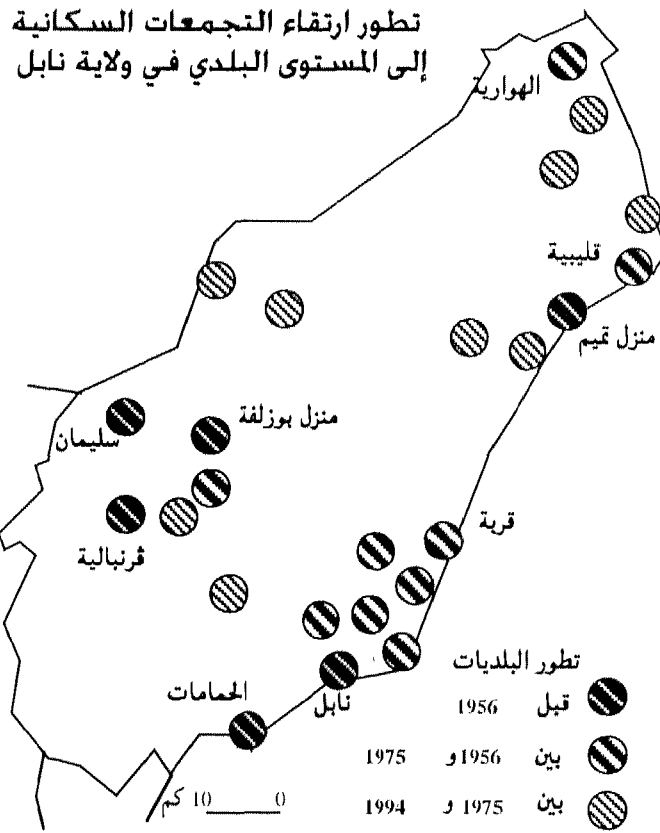 تطور ارتقاء التجمعات السكانية
إلى المستوى البلدي في ولاية نابل
الهوارية
قليبية
منزل تميم
منزل بوزلفة
سليمان
قربة
ڤرنبالية
الحمامات
نابل
تطور البلديات
قبل 1956
بين 1956 و 1975
بين 1975 و 1994
0 10 كم